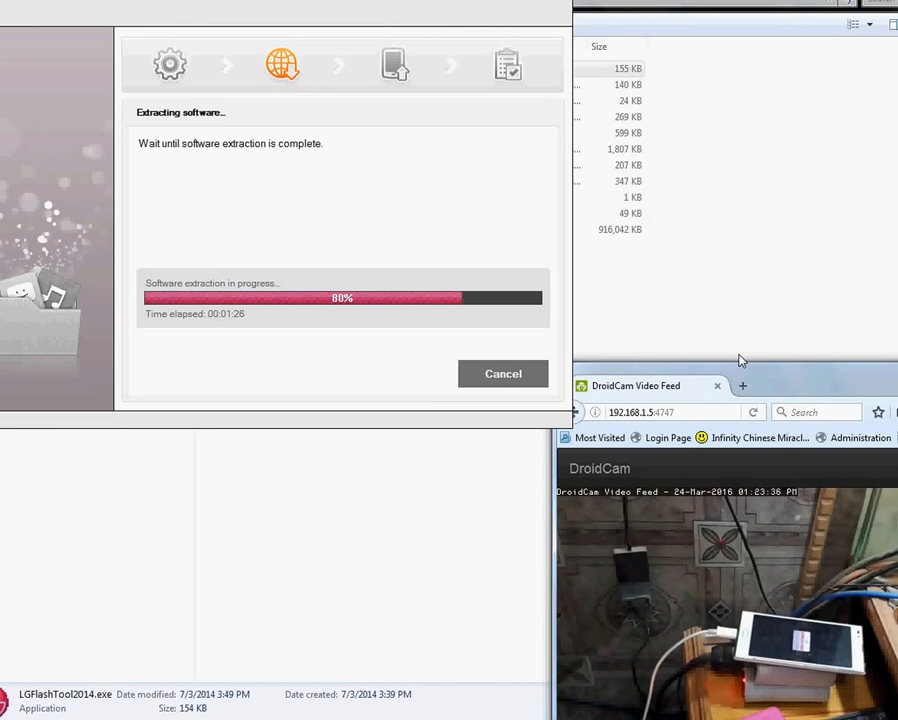 Size
Extracting software...
155 KB
140 KB
... 24 KB
269 KB
599 KB
... 1,807 KB
207 KB
... 347 KB
1 KB
49 KB
916,042 KB
Wait until software extraction is complete.
Software extraction in progress...
80%
Time elapsed: 00:01:26
Cancel
DroidCam Video Feed
192.168.1.5:4747
Search
Most Visited Login Page Infinity Chinese Miracl... Administration
DroidCam
DroidCam Video Feed - 24-Mar-2016 01:23:36 PM
LGFlashTool2014.exe Date modified: 7/3/2014 3:49 PM Date created: 7/3/2014 3:39 PM
Application Size: 154 KB